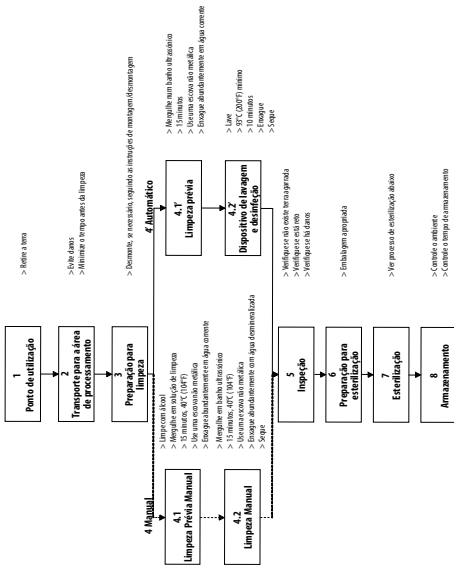 1
Ponto de utilização
> Retire a terra
2
Transporte para a área
de processamento
> Evite danos
> Minimize o tempo antes da limpeza
3
Preparação para
limpeza
> Desmonte, se necessário, seguindo as instruções de montagem/desmontagem
4 Manual
4.1
Limpeza Prévia Manual
> Limpe com álcool
> Mergulhe em solução de limpeza
> 15 minutos, 40°C (104°F)
> Use uma escova não metálica
> Enxague abundantemente em água corrente
4.2
Limpeza Manual
> Mergulhe em banho ultrassónico
> 15 minutos, 40°C (104°F)
> Use uma escova não metálica
> Enxague abundantemente com água desmineralizada
> Seque
4' Automático
4.1'
Limpeza prévia
> Mergulhe num banho ultrassónico
> 15 minutos
> Use uma escova não metálica
> Enxague abundantemente em água corrente
4.2'
Dispositivo de lavagem
e desinfeção
> Lave
> 93°C (200°F) mínimo
> 10 minutos
> Enxague
> Seque
5
Inspeção
> Verifique se não existe terra agarrada
> Verifique se está reto
> Verifique se há danos
6
Preparação para
esterilização
> Embalagem apropriada
7
Esterilização
> Ver processo de esterilização abaixo
8
Armazenamento
> Controle o ambiente
> Controle o tempo de armazenamento